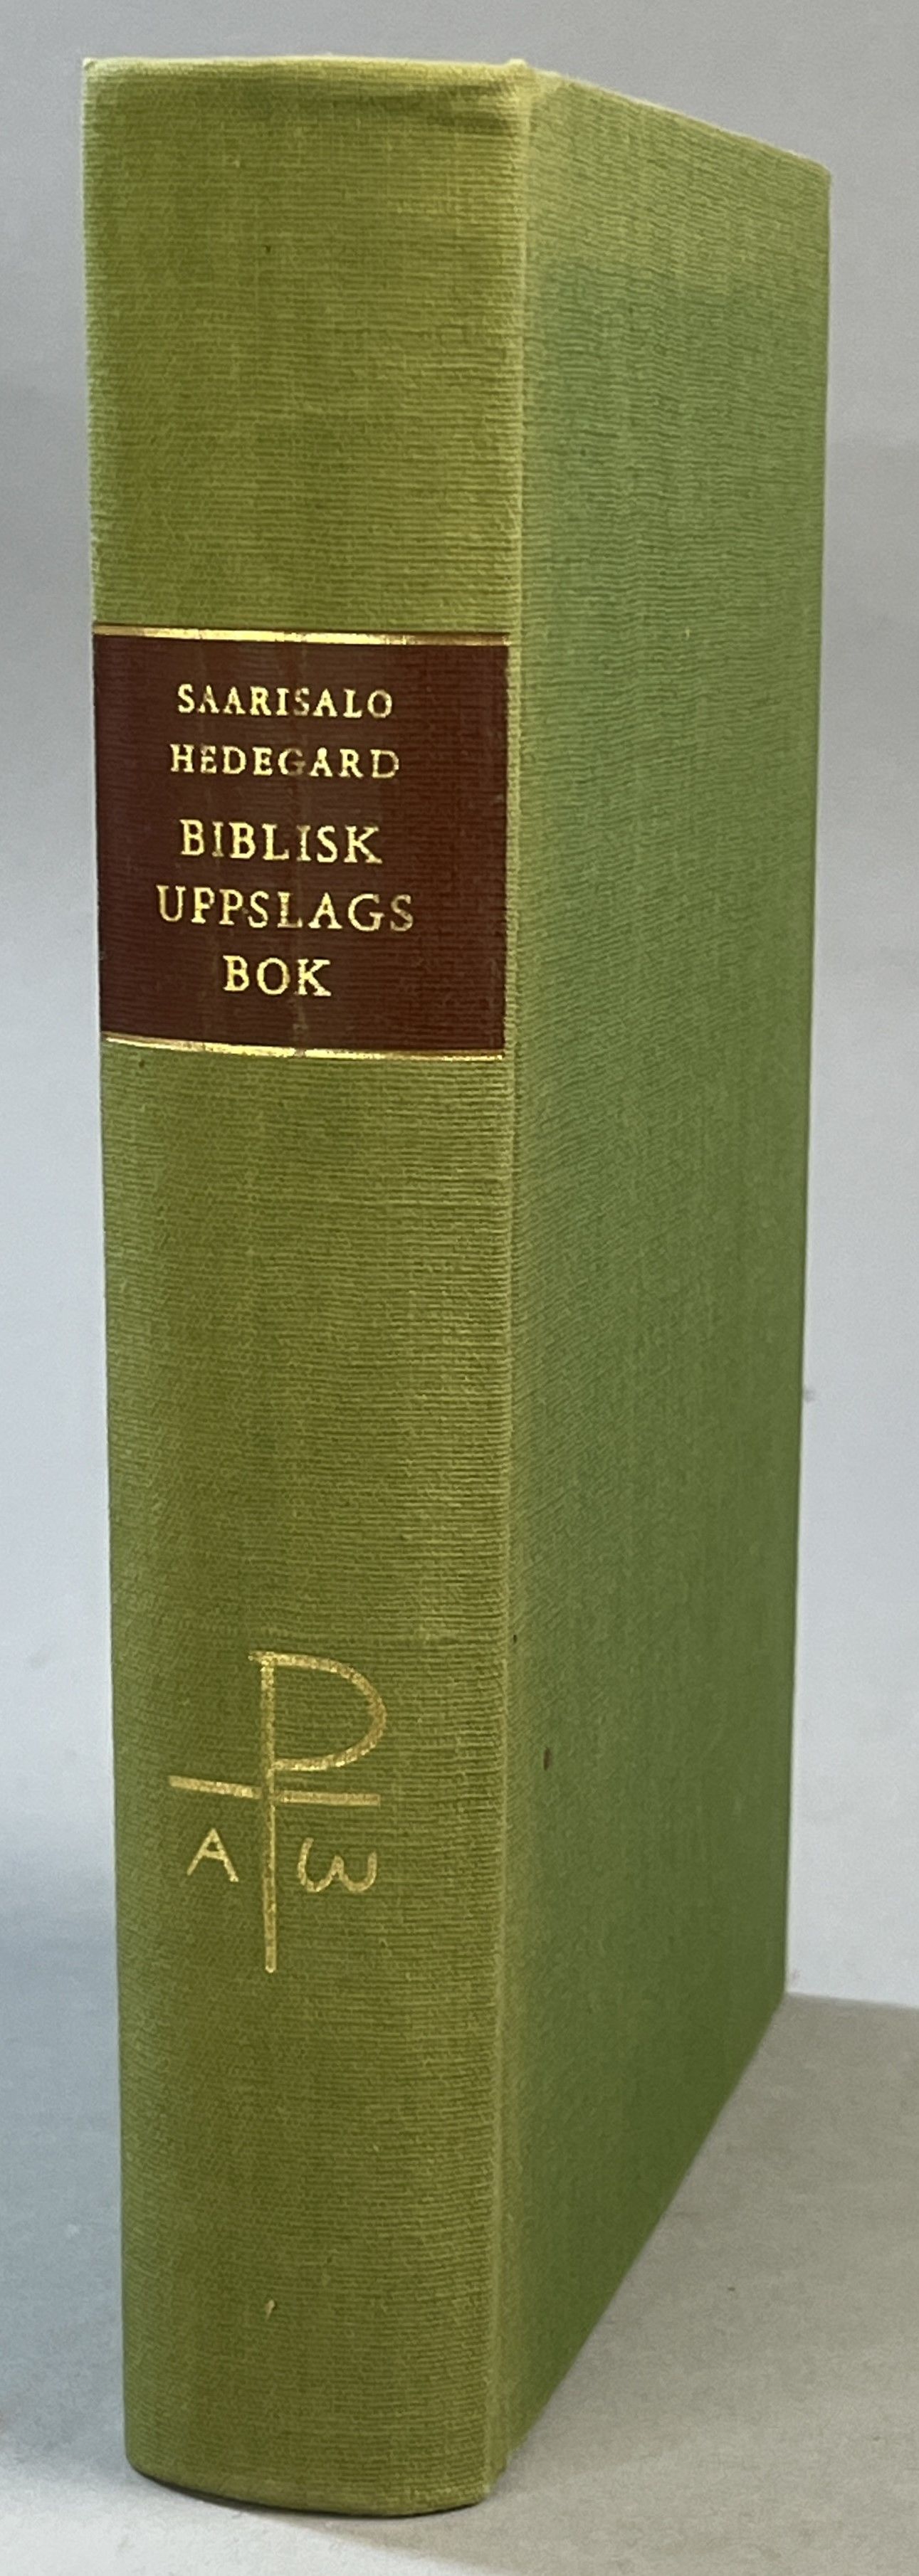 SAARISALO
HEDEGARD
BIBLISK
UPPSLAGS
BOK
A ω